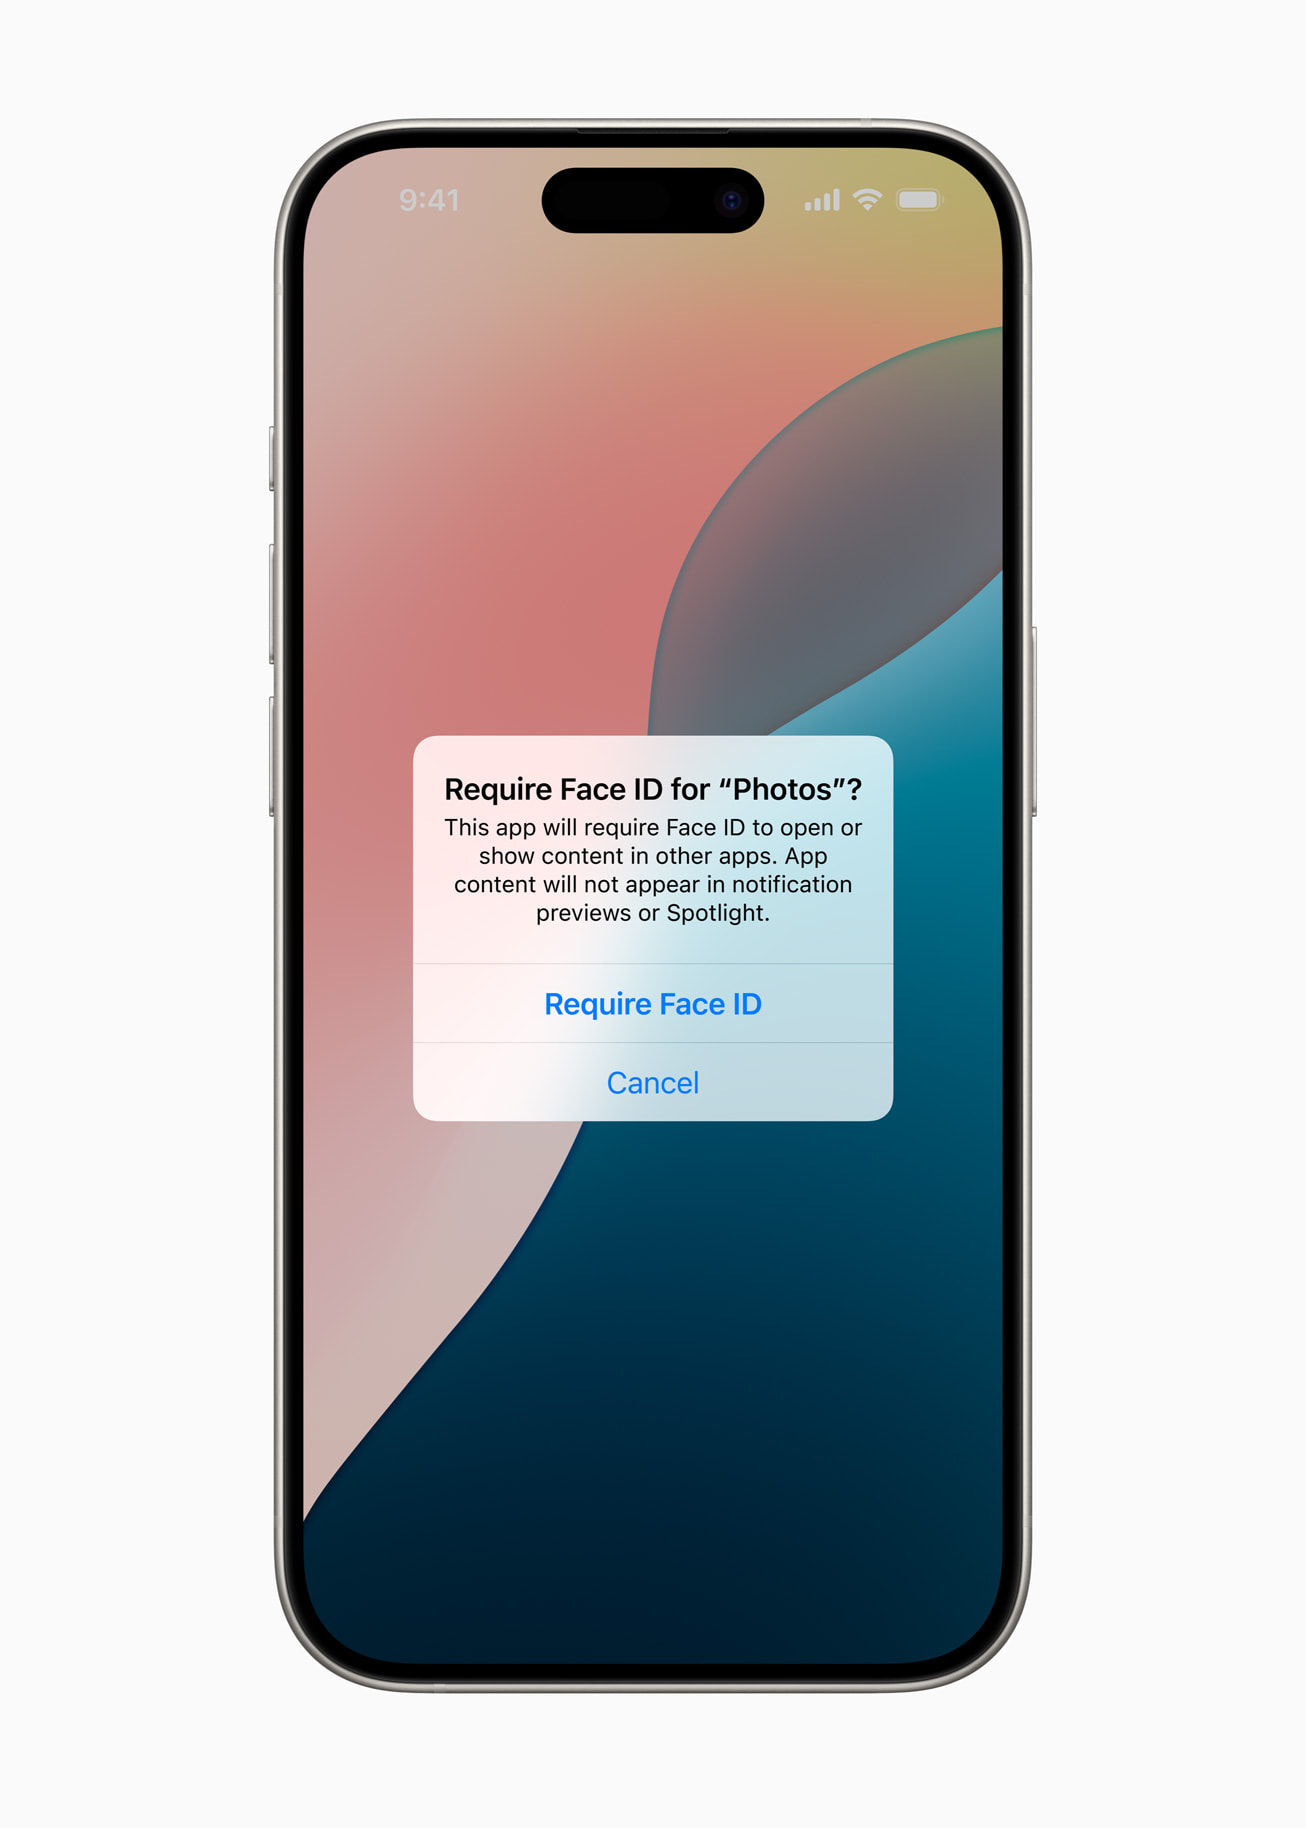 9:41
Require Face ID for “Photos”?
This app will require Face ID to open or
show content in other apps. App
content will not appear in notification
previews or Spotlight.
Require Face ID
Cancel